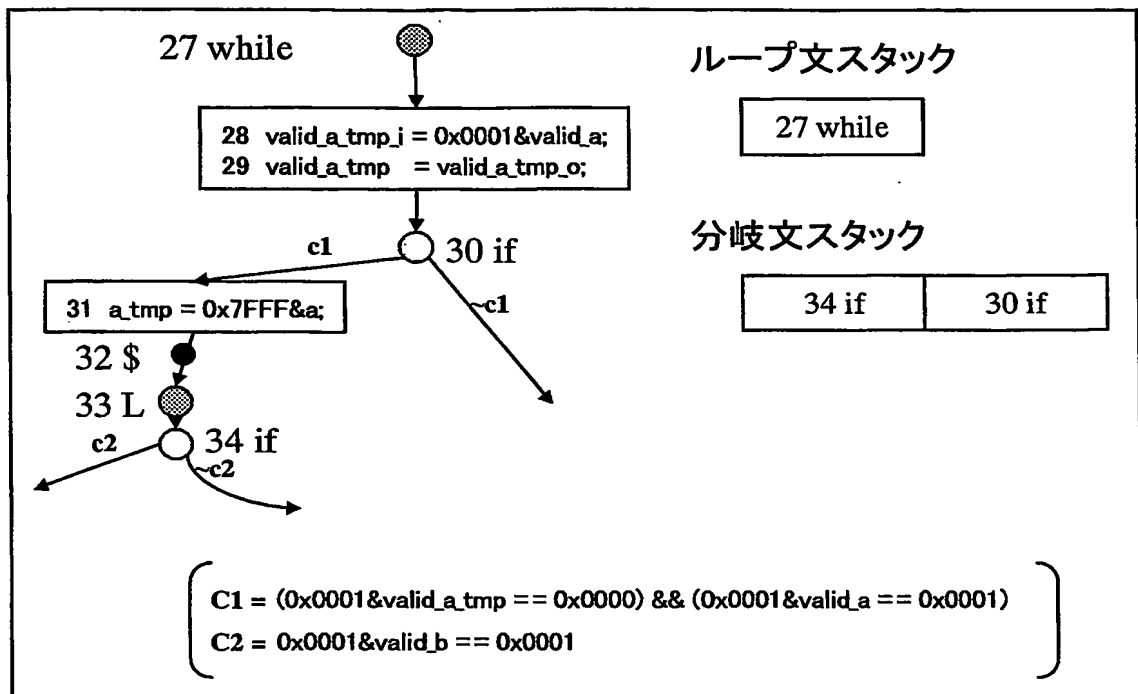 27 while
ループ文スタック
27 while
28 valid_a_tmp_i = 0x0001&valid_a;
29 valid_a_tmp = valid_a_tmp_o;
分岐文スタック
c1
30 if
34 if
30 if
31 a_tmp = 0x7FFF&a;
~c1
32 $
33 L
c2
34 if
~c2
C1 = (0x0001&valid_a_tmp == 0x0000) && (0x0001&valid_a == 0x0001)
C2 = 0x0001&valid_b == 0x0001